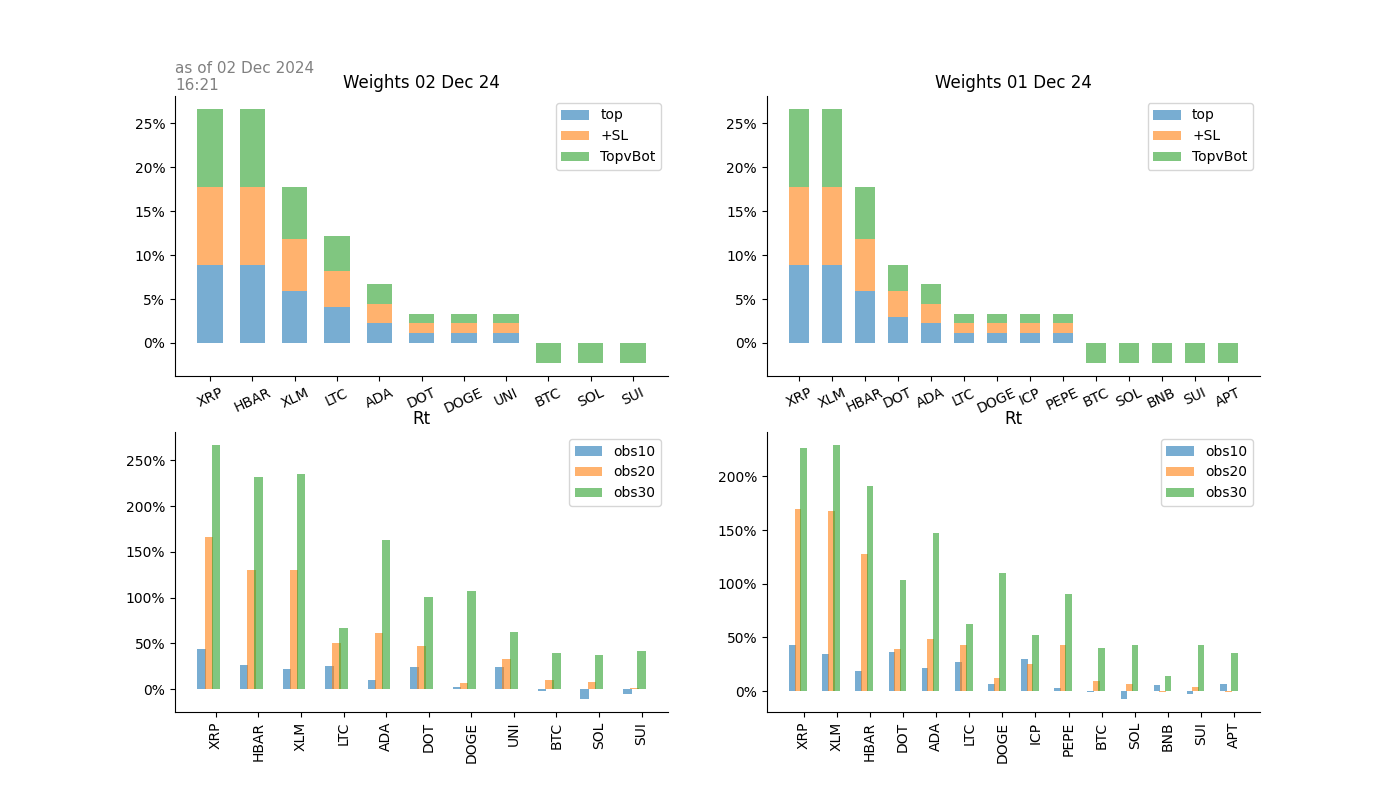 as of 02 Dec 2024
16:21
Weights 02 Dec 24
25%
20%
15%
10%
5%
0%
top
+SL
TopvBot
XRP HBAR XLM LTC ADA DOT DOGE UNI BTC SOL SUI
Weights 01 Dec 24
25%
20%
15%
10%
5%
0%
top
+SL
TopvBot
XRP XLM HBAR DOT ADA LTC DOGE ICP PEPE BTC SOL BNB SUI APT
Rt
250%
200%
150%
100%
50%
0%
obs10
obs20
obs30
XRP HBAR XLM LTC ADA DOT DOGE UNI BTC SOL SUI
Rt
200%
150%
100%
50%
0%
obs10
obs20
obs30
XRP XLM HBAR DOT ADA LTC DOGE ICP PEPE BTC SOL BNB SUI APT